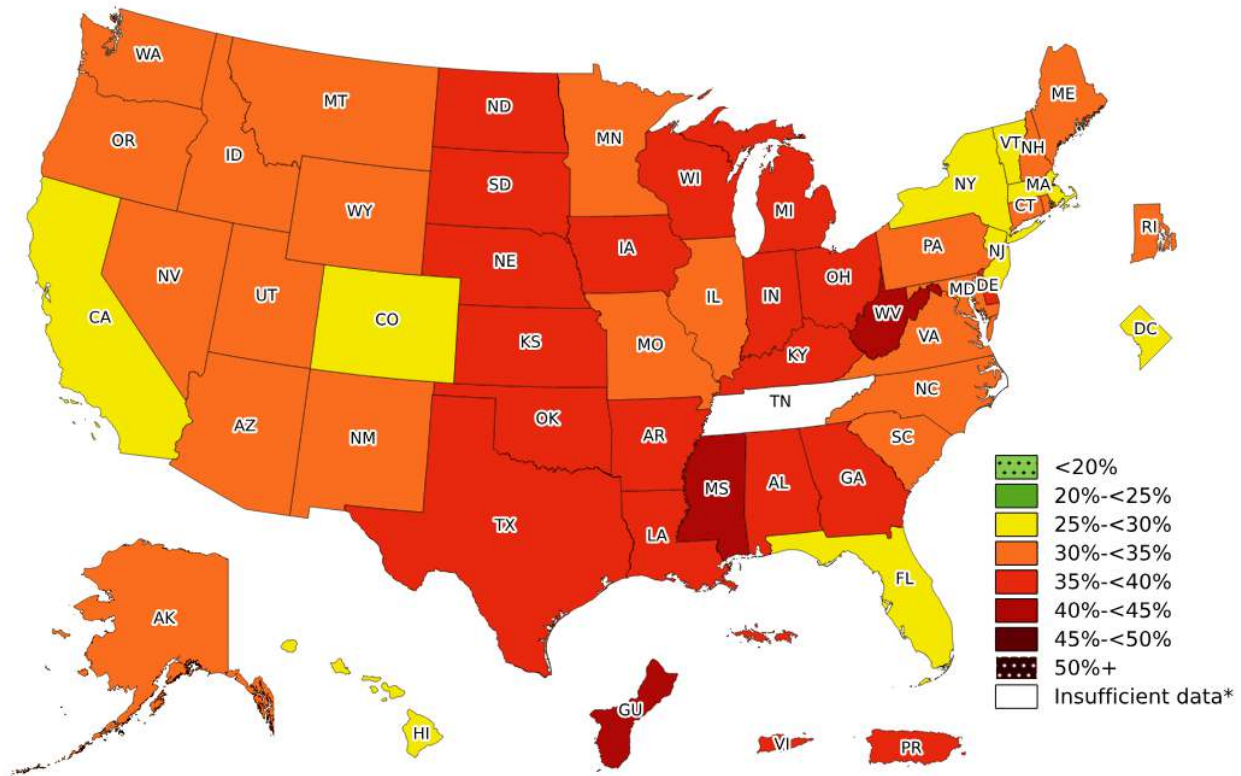 WA
MT
ND
MN
ME
OR
ID
SD
WI
VT
NH
NY
MA
WY
MI
CT
RI
NV
NE
IA
PA
NJ
UT
IL
IN
OH
MD
DE
CA
CO
KS
MO
WV
VA
DC
KY
AZ
NM
OK
AR
TN
NC
SC
MS
AL
GA
TX
LA
FL
AK
HI
GU
VI
PR
<20%
20%-<25%
25%-<30%
30%-<35%
35%-<40%
40%-<45%
45%-<50%
50%+
Insufficient data*